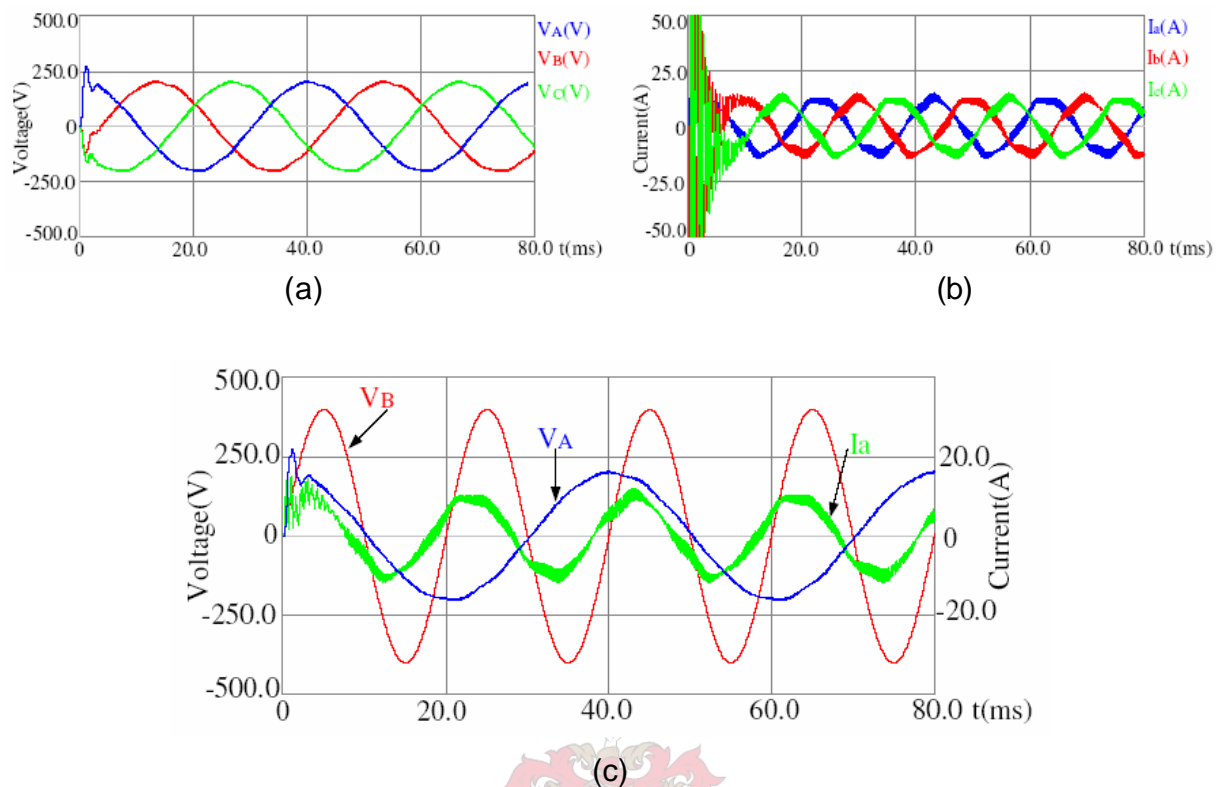 500.0
250.0
0
-250.0
-500.0
Voltage(V)
VA(V)
VB(V)
VC(V)
0
20.0
40.0
60.0
80.0 t(ms)
(a)
50.0
25.0
0
-25.0
-50.0
Current(A)
Ia(A)
Ib(A)
Ic(A)
0
20.0
40.0
60.0
80.0 t(ms)
(b)
500.0
250.0
0
-250.0
-500.0
Voltage(V)
VB
VA
Ia
20.0
0
-20.0
Current(A)
0
20.0
40.0
60.0
80.0 t(ms)
(c)